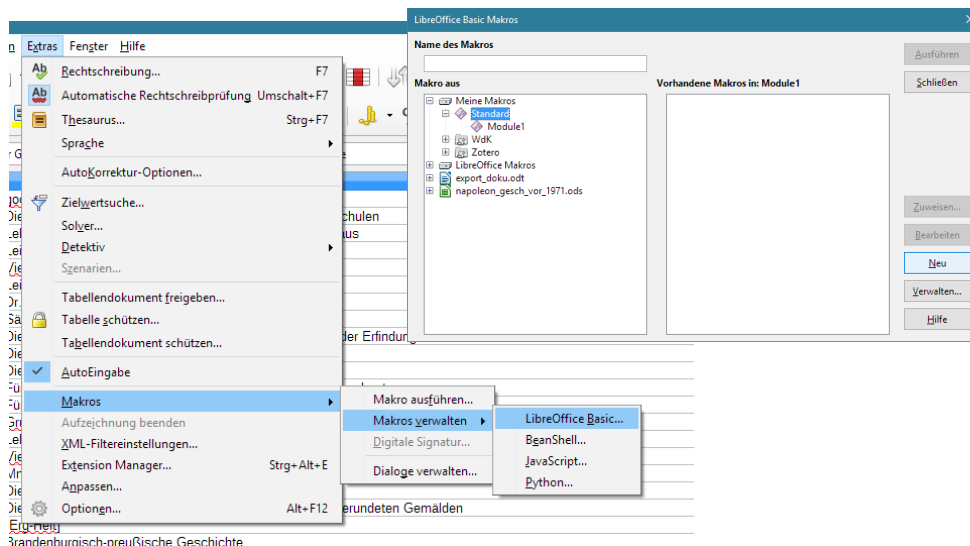 LibreOffice Basic Makros
Name des Makros
Ausführen
Makro aus
Vorhandene Makros in: Module1
Schließen
Meine Makros
Standard
Module1
WdK
Zotero
LibreOffice Makros
export_doku.odt
napoleon_gesch_vor_1971.ods
Zuweisen...
Bearbeiten
Neu
Verwalten...
Hilfe
Extras Fenster Hilfe
Rechtschreibung... F7
Automatische Rechtschreibprüfung Umschalt+F7
Thesaurus... Strg+F7
Sprache
AutoKorrektur-Optionen...
Zielwertsuche...
Solver...
Detektiv
Szenarien...
Tabellendokument freigeben...
Tabelle schützen...
Tabellendokument schützen...
AutoEingabe
Makros
Aufzeichnung beenden
XML-Filtereinstellungen...
Extension Manager... Strg+Alt+E
Anpassen...
Optionen... Alt+F12
Makro ausführen...
Makros verwalten
Digitale Signatur...
Dialoge verwalten...
LibreOffice Basic...
BeanShell...
JavaScript...
Python...
chulen
aus
der Erfindung
erundeten Gemälden
Brandenburgisch-preußische Geschichte